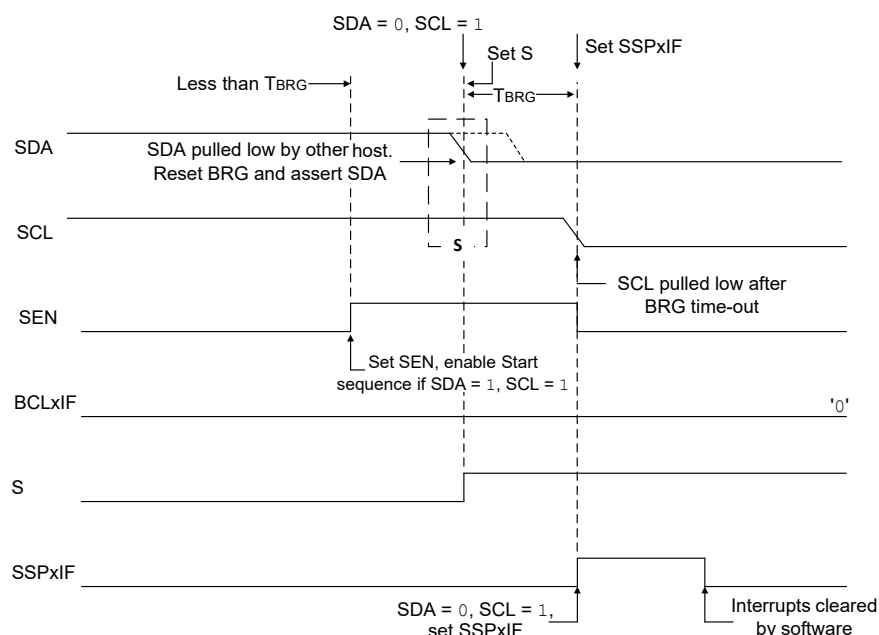 SDA = 0, SCL = 1
Set S
Set SSPxIF
Less than TBRG
TBRG
SDA
SDA pulled low by other host.
Reset BRG and assert SDA
SCL
S
SCL pulled low after
BRG time-out
SEN
Set SEN, enable Start
sequence if SDA = 1, SCL = 1
BCLxIF
'0'
S
SSPxIF
SDA = 0, SCL = 1,
set SSPxIF
Interrupts cleared
by software